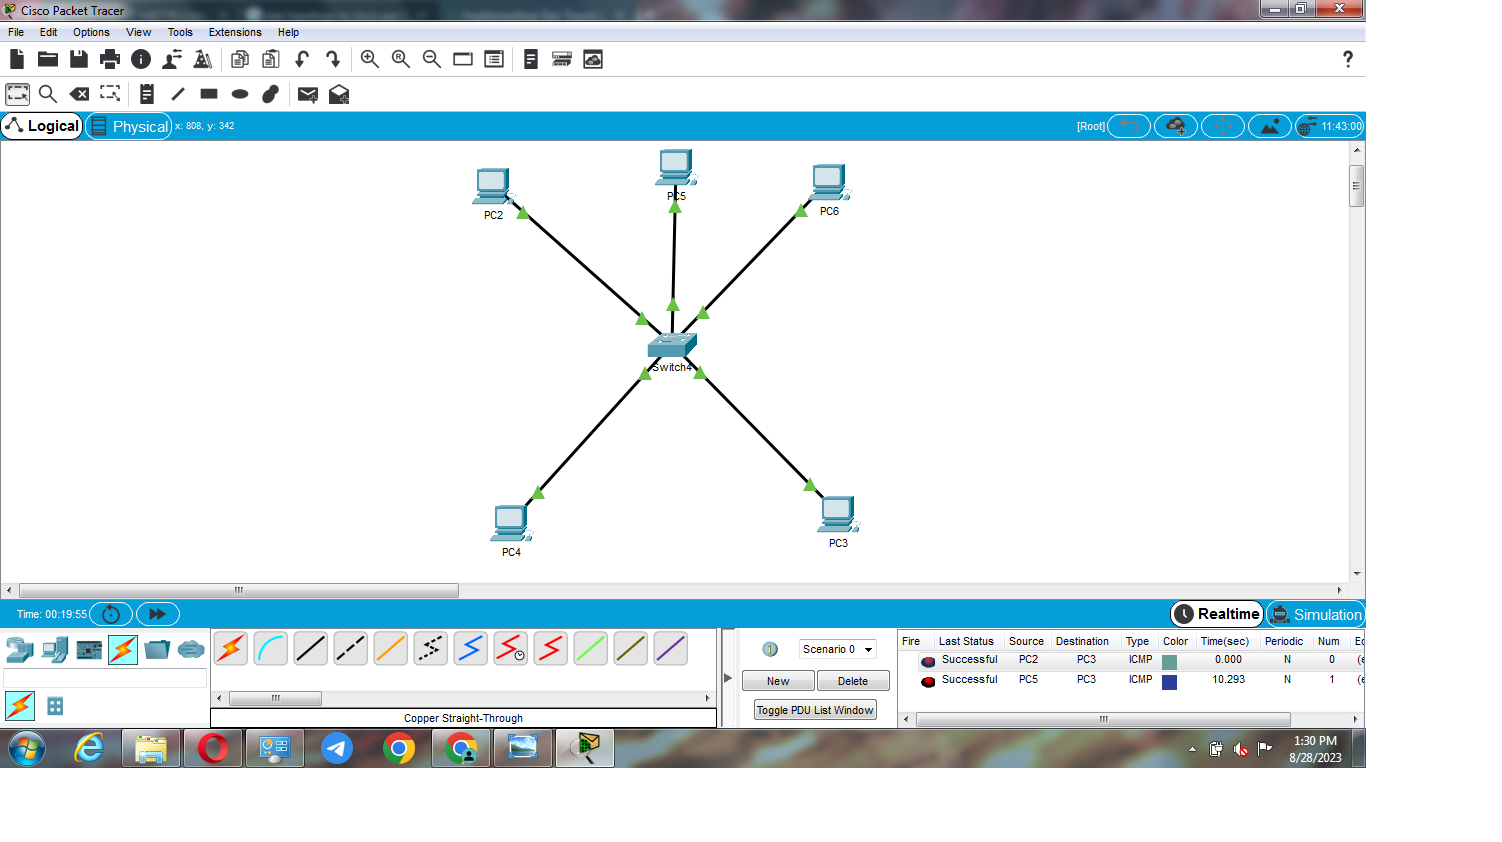 Cisco Packet Tracer
File Edit Options View Tools Extensions Help
Logical Physical x: 808, y: 342 [Root] 11:43:00
PC5
PC2
PC6
Switch4
PC4
PC3
Time: 00:19:55 Realtime Simulation
Fire Last Status Source Destination Type Color Time(sec) Periodic Num Ed
Scenario 0
Successful PC2 PC3 ICMP 0.000 N 0 (e
Successful PC5 PC3 ICMP 10.293 N 1 (e
New Delete
Toggle PDU List Window
Copper Straight-Through
1:30 PM
8/28/2023